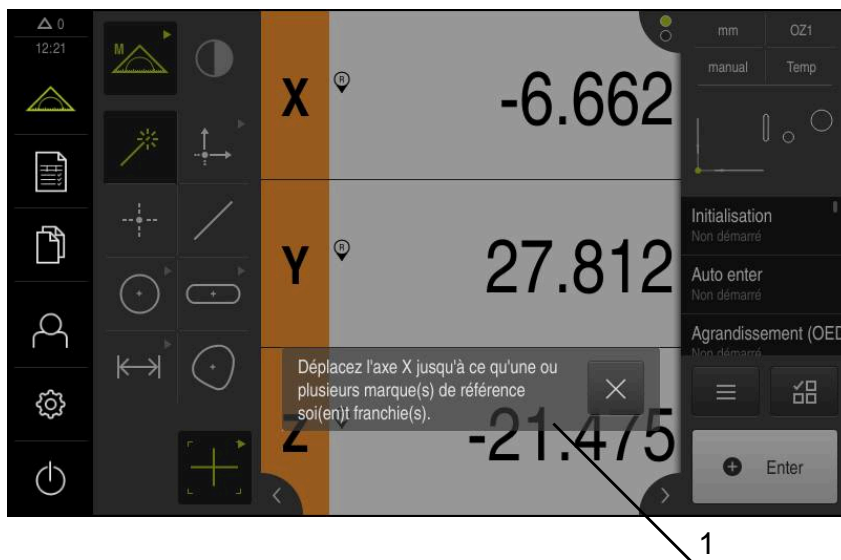 0
12:21
M
X
R
-6.662
Y
R
27.812
Z
-21.475
Déplacez l'axe X jusqu'à ce qu'une ou
plusieurs marque(s) de référence
soi(en)t franchie(s).
mm
OZ1
manual
Temp
Initialisation
Non démarré
Auto enter
Non démarré
Agrandissement (OED
Non démarré
Enter
1